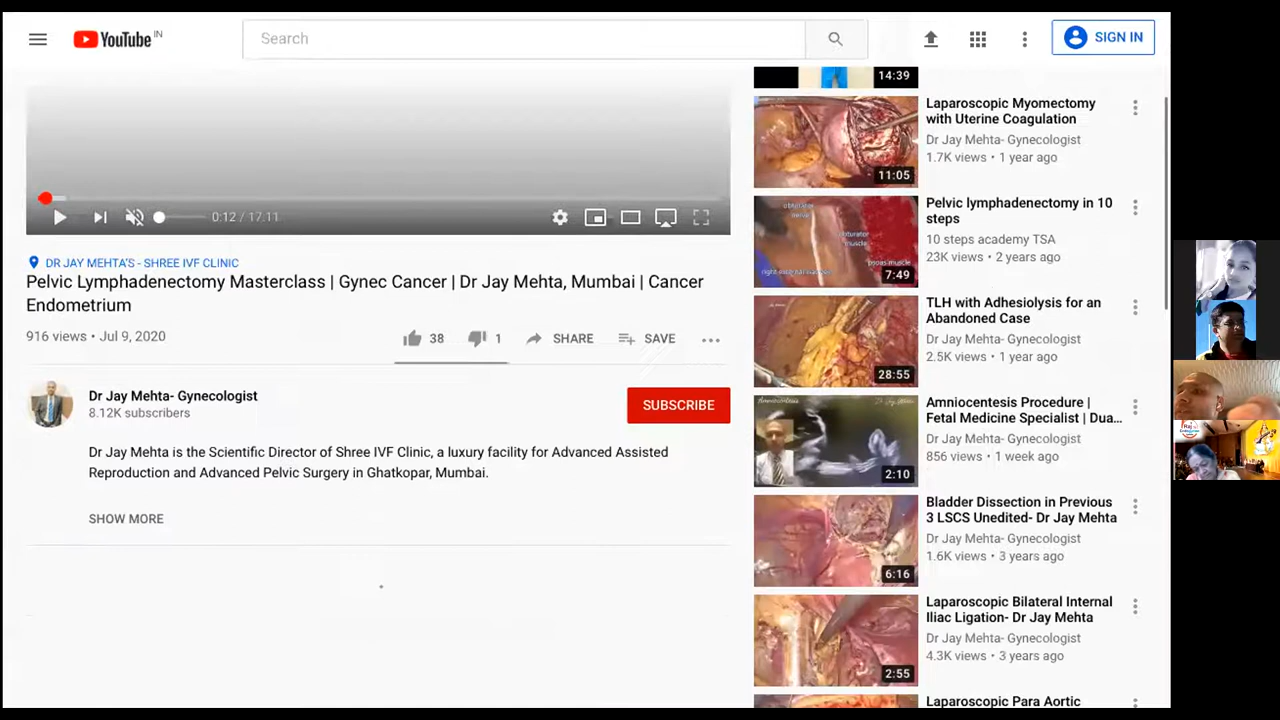 YouTube IN
Search
SIGN IN
0:12 / 17.11
DR JAY MEHTA'S - SHREE IVF CLINIC
Pelvic Lymphadenectomy Masterclass | Gynec Cancer | Dr Jay Mehta, Mumbai | Cancer
Endometrium
916 views • Jul 9, 2020
38
1
SHARE
SAVE
Dr Jay Mehta- Gynecologist
8.12K subscribers
SUBSCRIBE
Dr Jay Mehta is the Scientific Director of Shree IVF Clinic, a luxury facility for Advanced Assisted
Reproduction and Advanced Pelvic Surgery in Ghatkopar, Mumbai.
SHOW MORE
14:39
Laparoscopic Myomectomy
with Uterine Coagulation
Dr Jay Mehta- Gynecologist
1.7K views • 1 year ago
11:05
Pelvic lymphadenectomy in 10
steps
10 steps academy TSA
23K views • 2 years ago
obturator
nerve
obturator
muscle
psoas muscle
7:49
TLH with Adhesiolysis for an
Abandoned Case
Dr Jay Mehta- Gynecologist
2.5K views • 1 year ago
28:55
Amniocentesis Procedure |
Fetal Medicine Specialist | Dua...
Dr Jay Mehta- Gynecologist
856 views • 1 week ago
2:10
Bladder Dissection in Previous
3 LSCS Unedited- Dr Jay Mehta
Dr Jay Mehta- Gynecologist
1.6K views • 3 years ago
6:16
Laparoscopic Bilateral Internal
Iliac Ligation- Dr Jay Mehta
Dr Jay Mehta- Gynecologist
4.3K views • 3 years ago
2:55
Laparoscopic Para Aortic